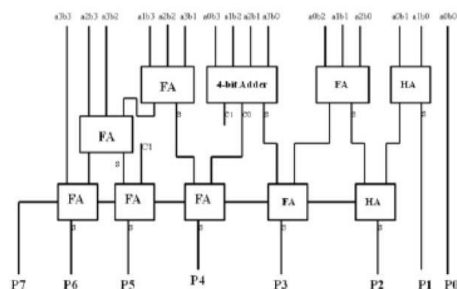 a3b3 a2b3 a3b2 a1b3 a2b2 a3b1 a0b3 a1b2 a2b1 a3b0 a0b2 a1b1 a2b0 a0b1 a1b0 a0b0
FA 4-bit Adder FA HA
S C1 C0 S S S
FA C1
S
FA FA FA FA HA
S S S S S
P7 P6 P5 P4 P3 P2 P1 P0